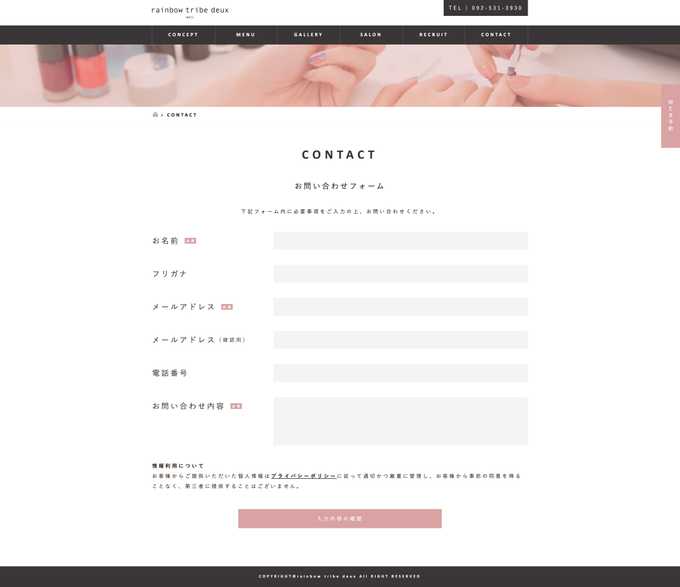 rainbow tribe deux
TEL | 092-531-3930
CONCEPT
MENU
GALLERY
SALON
RECRUIT
CONTACT
> CONTACT
CONTACT
お問い合わせフォーム
下記フォーム内に必要事項をご入力の上、お問い合わせください。
お名前 必須
フリガナ
メールアドレス 必須
メールアドレス（確認用）
電話番号
お問い合わせ内容 必須
情報利用について
お客様からご提供いただいた個人情報はプライバシーポリシーに従って適切かつ厳重に管理し、お客様から事前の同意を得る
ことなく、第三者に提供することはございません。
入力内容の確認
COPYRIGHT©rainbow tribe deux All RIGHT RESERVED